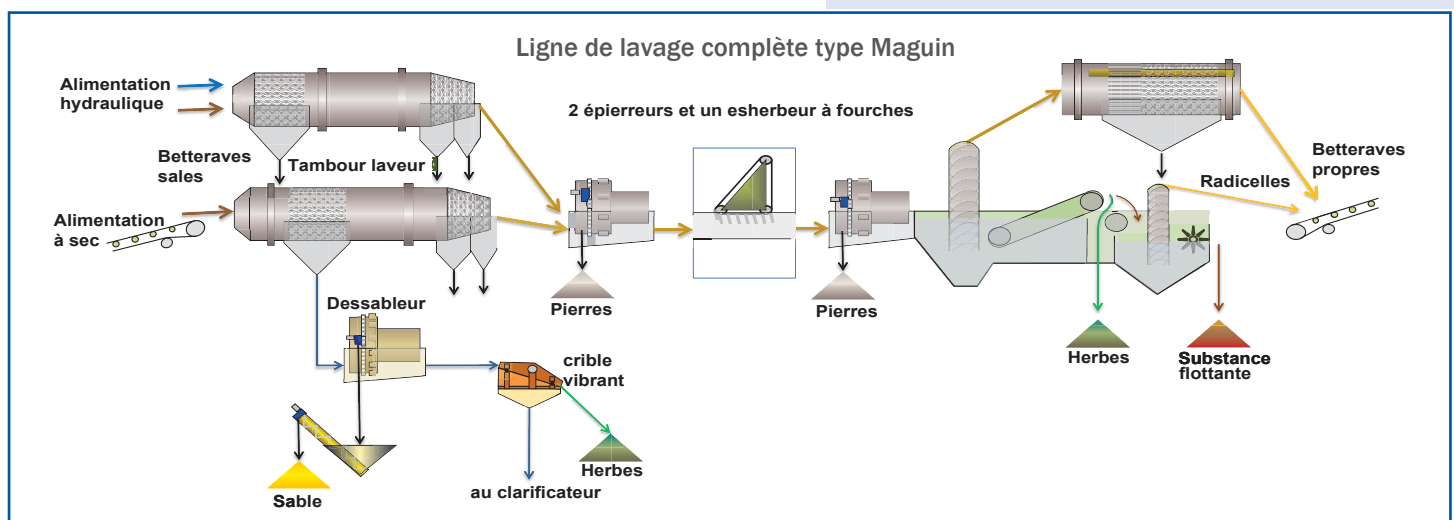 Ligne de lavage complète type Maguin
Alimentation
hydraulique
2 épierreurs et un esherbeur à fourches
Betteraves
sales
Tambour laveur
Betteraves
propres
Radicelles
Alimentation
à sec
Dessableur
Pierres
Pierres
crible
vibrant
Herbes
Substance
flottante
Herbes
Sable
au clarificateur